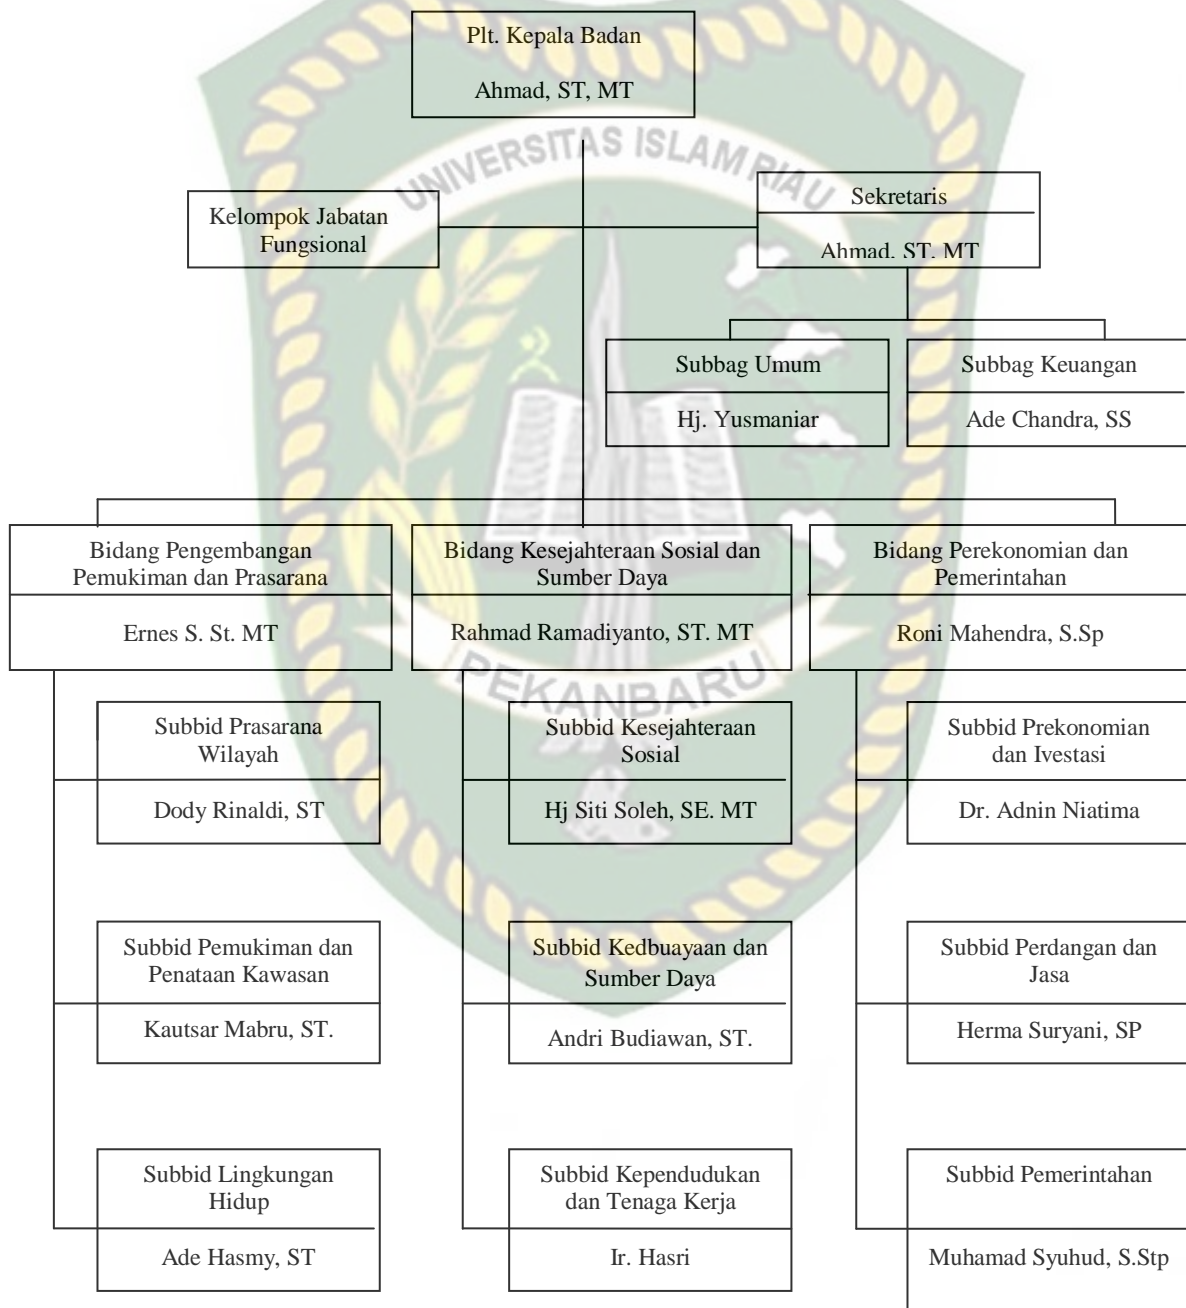 Plt. Kepala Badan
Ahmad, ST, MT
UNIVERSITAS ISLAM RIAU
Kelompok Jabatan
Fungsional
Sekretaris
Ahmad. ST. MT
Subbag Umum
Hj. Yusmaniar
Subbag Keuangan
Ade Chandra, SS
Bidang Pengembangan
Pemukiman dan Prasarana
Ernes S. St. MT
Bidang Kesejahteraan Sosial dan
Sumber Daya
Rahmad Ramadiyanto, ST. MT
Bidang Perekonomian dan
Pemerintahan
Roni Mahendra, S.Sp
PEKANBARU
Subbid Prasarana
Wilayah
Dody Rinaldi, ST
Subbid Kesejahteraan
Sosial
Hj Siti Soleh, SE. MT
Subbid Prekonomian
dan Ivestasi
Dr. Adnin Niatima
Subbid Pemukiman dan
Penataan Kawasan
Kautsar Mabru, ST.
Subbid Kedbuayaan dan
Sumber Daya
Andri Budiawan, ST.
Subbid Perdangan dan
Jasa
Herma Suryani, SP
Subbid Lingkungan
Hidup
Ade Hasmy, ST
Subbid Kependudukan
dan Tenaga Kerja
Ir. Hasri
Subbid Pemerintahan
Muhamad Syuhud, S.Stp